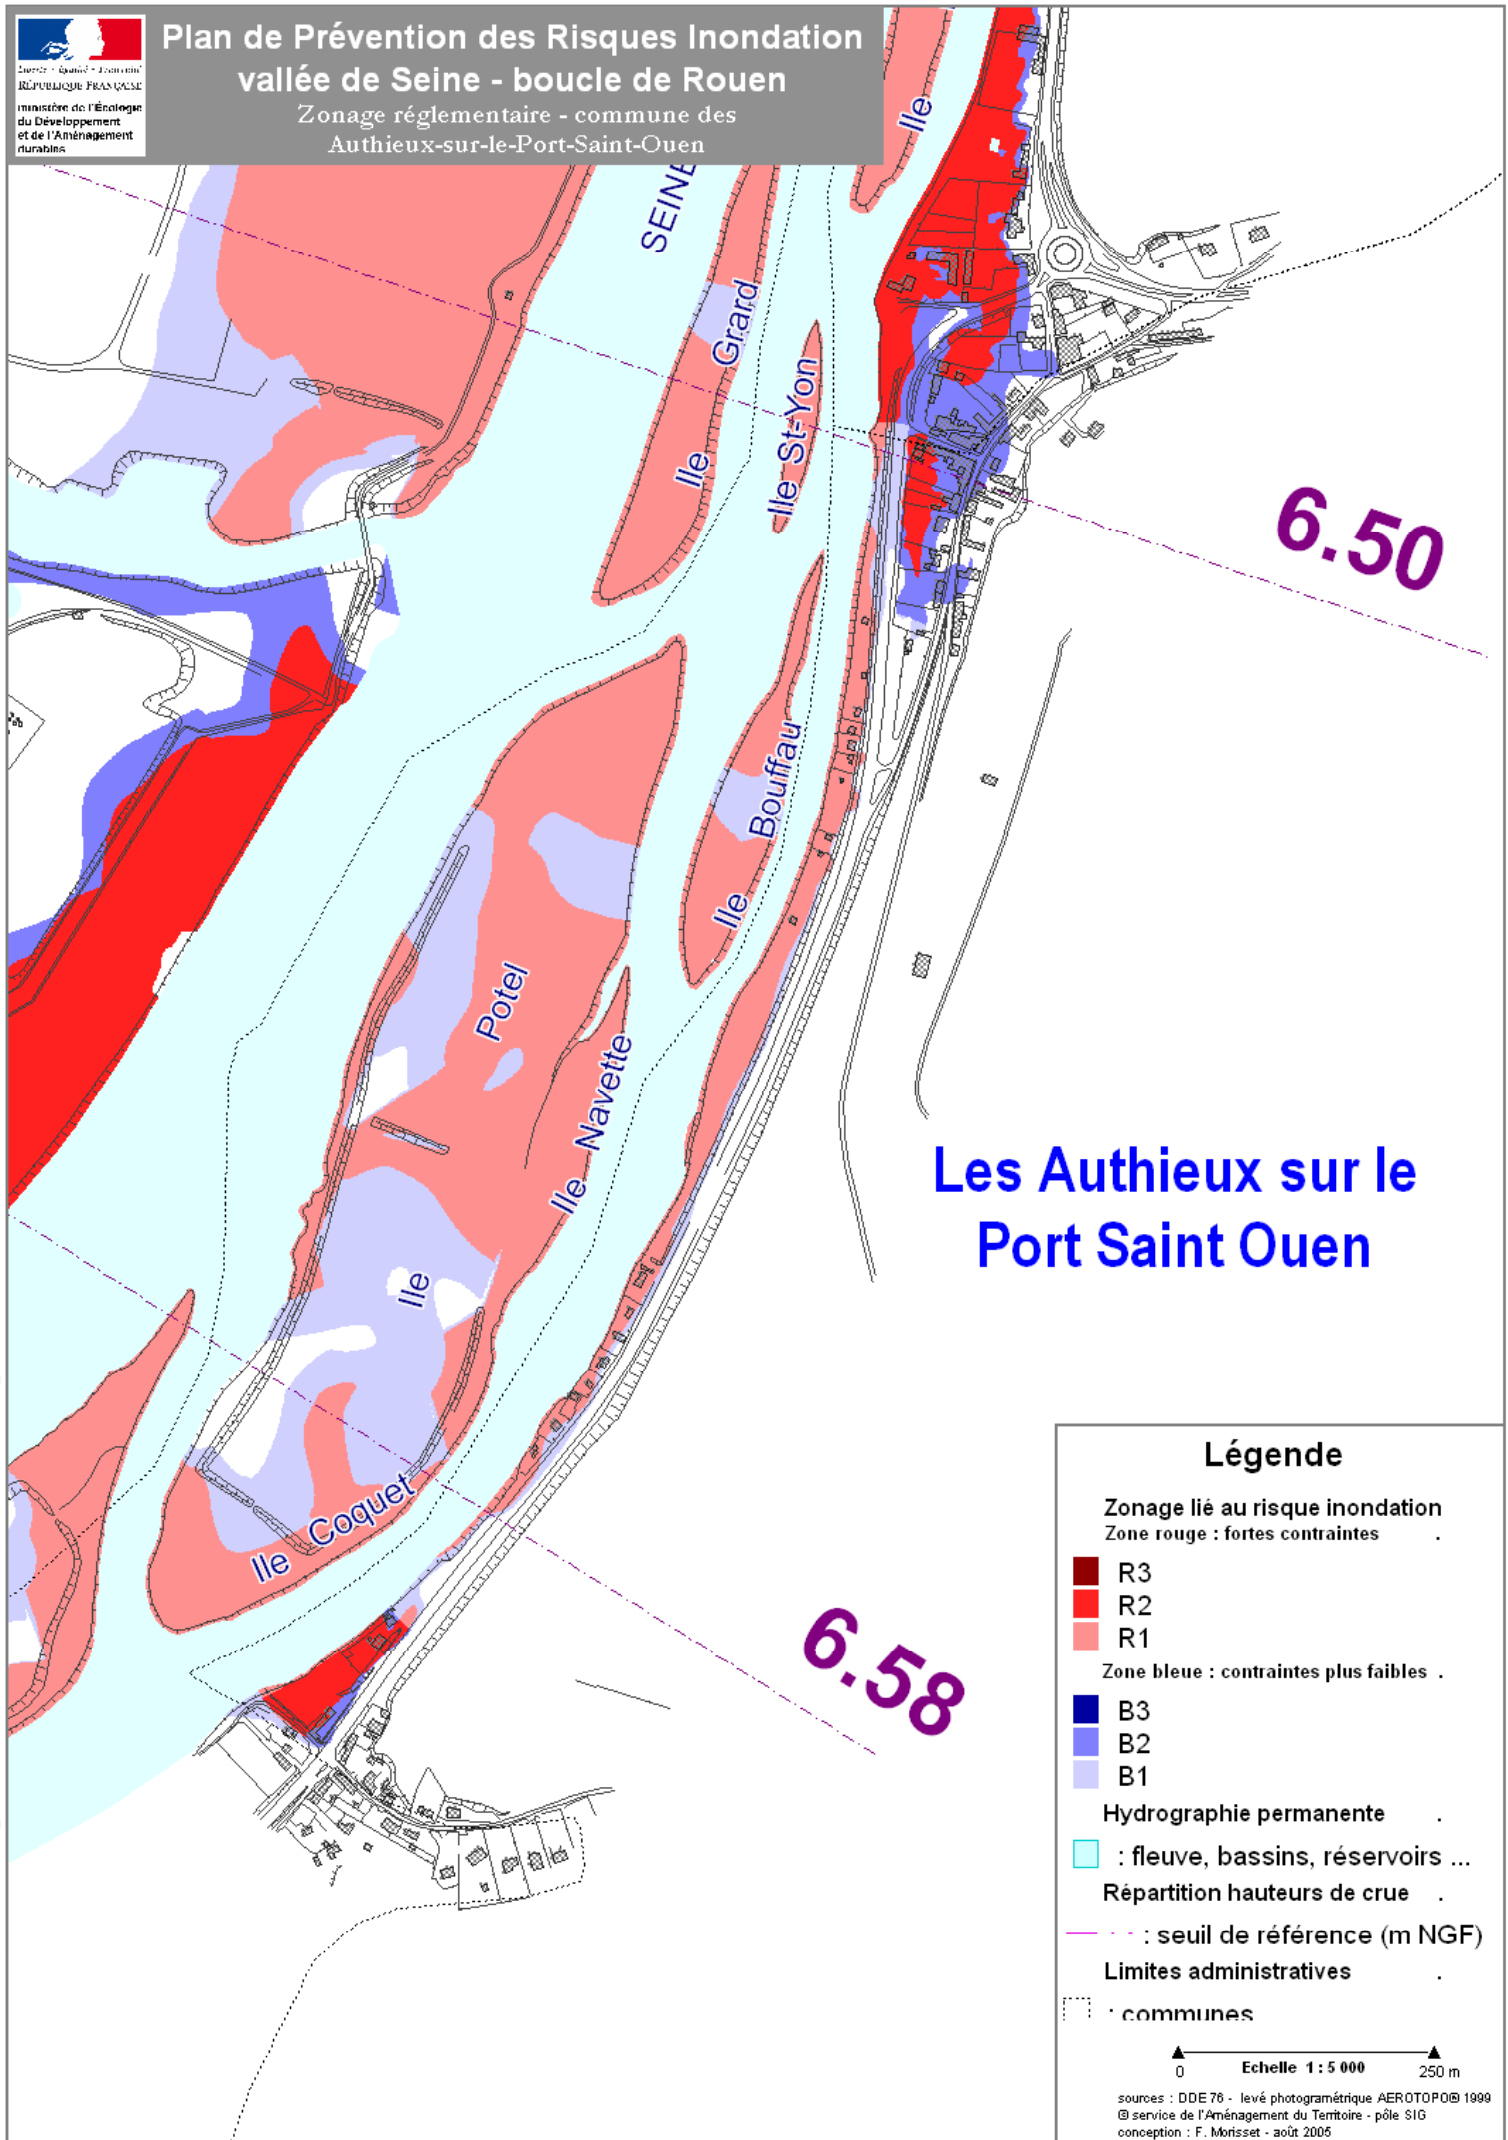 Plan de Prévention des Risques Inondation
vallée de Seine - boucle de Rouen
Zonage réglementaire - commune des
Authieux-sur-le-Port-Saint-Ouen
Liberté • Égalité • Fraternité
RÉPUBLIQUE FRANÇAISE
ministère de l'Écologie
du Développement
et de l'Aménagement
durables
Ile
SEINE
Ile Grard
Ile St-Yon
6.50
Ile Bouffau
Ile Potel
Ile Navette
Les Authieux sur le
Port Saint Ouen
Ile Coquet
6.58
Légende
Zonage lié au risque inondation
Zone rouge : fortes contraintes .
R3
R2
R1
Zone bleue : contraintes plus faibles .
B3
B2
B1
Hydrographie permanente .
: fleuve, bassins, réservoirs ...
Répartition hauteurs de crue .
: seuil de référence (m NGF)
Limites administratives .
: communes
0 Echelle 1 : 5 000 250 m
sources : DDE 76 - levé photogramétrique AEROTOPO® 1999
® service de l'Aménagement du Territoire - pôle SIG
conception : F. Morisset - août 2005